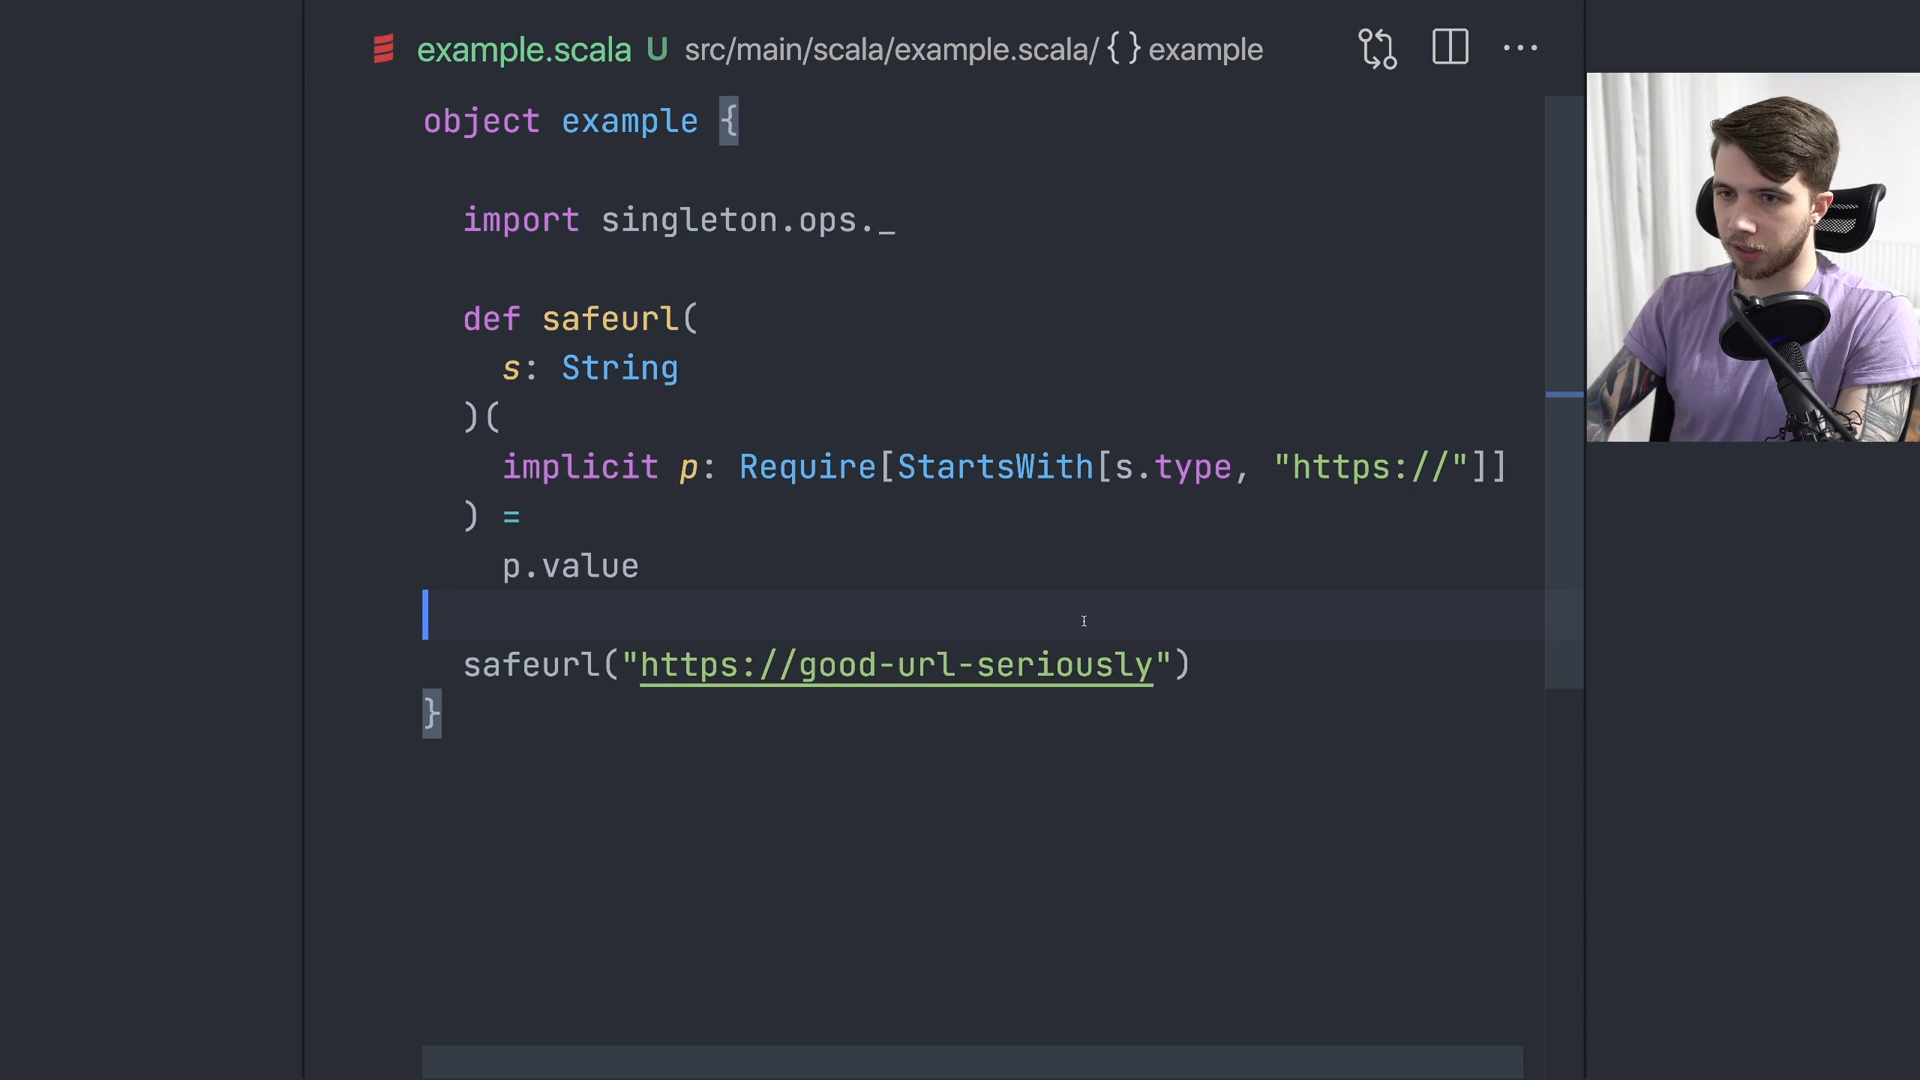 example.scala U src/main/scala/example.scala/{} example
object example {
import singleton.ops._
def safeurl(
s: String
)(
implicit p: Require[StartsWith[s.type, "https://"]]
) =
p.value
safeurl("https://good-url-seriously")
}